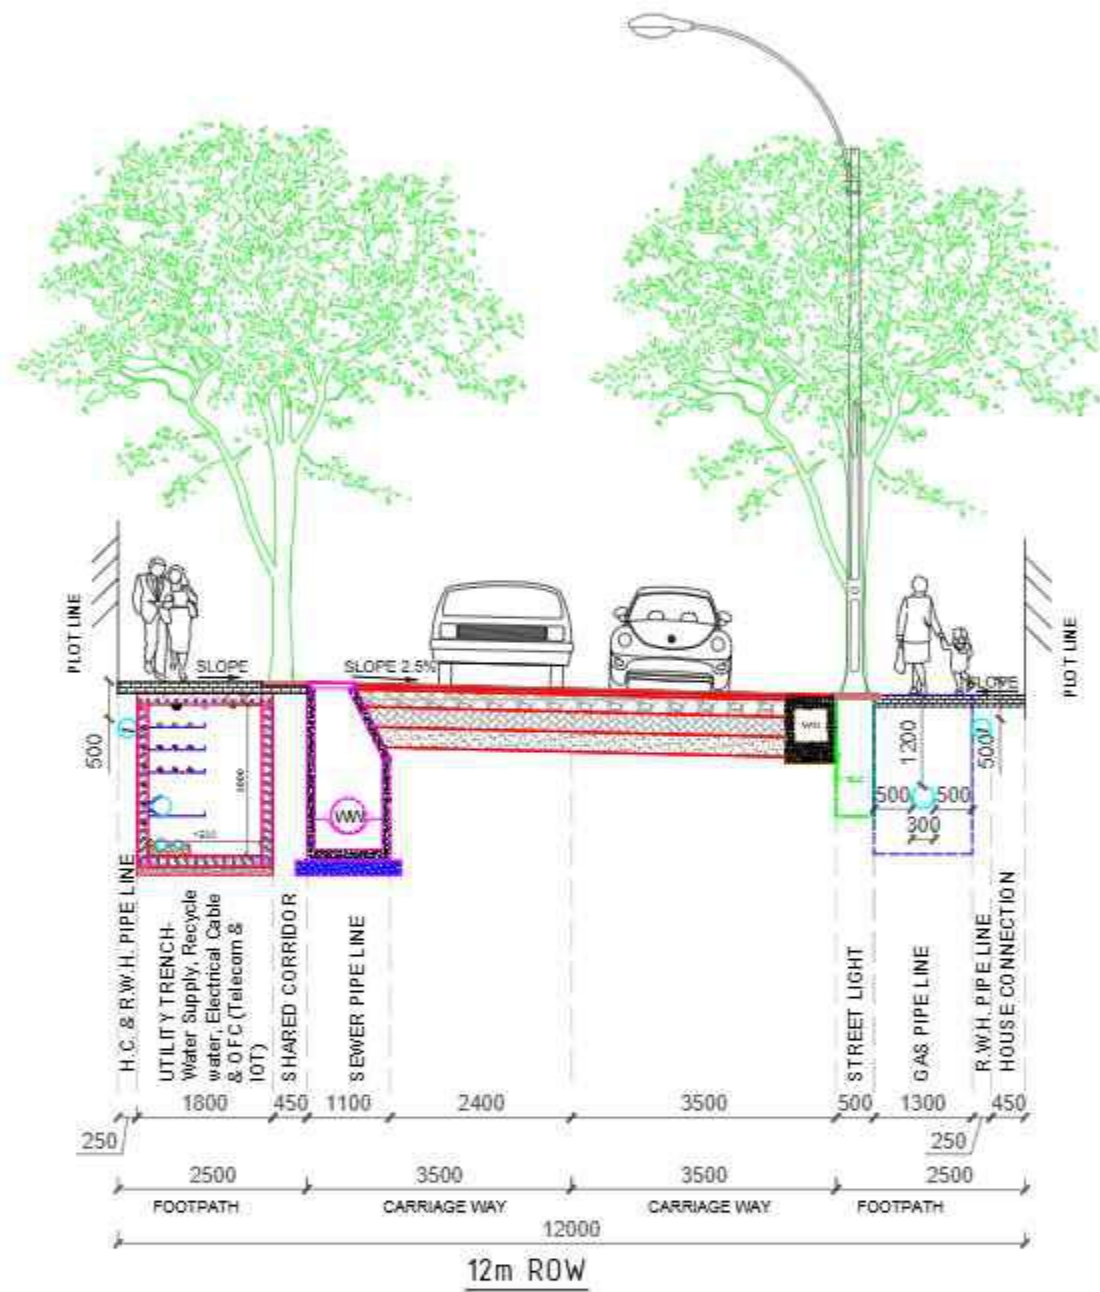 PLOT LINE
PLOT LINE
SLOPE
SLOPE 2.5%
SLOPE
500
WW
1200
500
500
500
300
H.C. & R.W.H. PIPE LINE
UTILITY TRENCH-
Water Supply, Recycle
water, Electrical Cable
& OFC (Telecom &
IOT)
SHARED CORRIDOR
SEWER PIPE LINE
STREET LIGHT
GAS PIPE LINE
R.W.H. PIPE LINE
HOUSE CONNECTION
1800 450 1100 2400 3500 500 1300 450
250 250
2500 3500 3500 2500
FOOTPATH CARRIAGE WAY CARRIAGE WAY FOOTPATH
12000
12m ROW